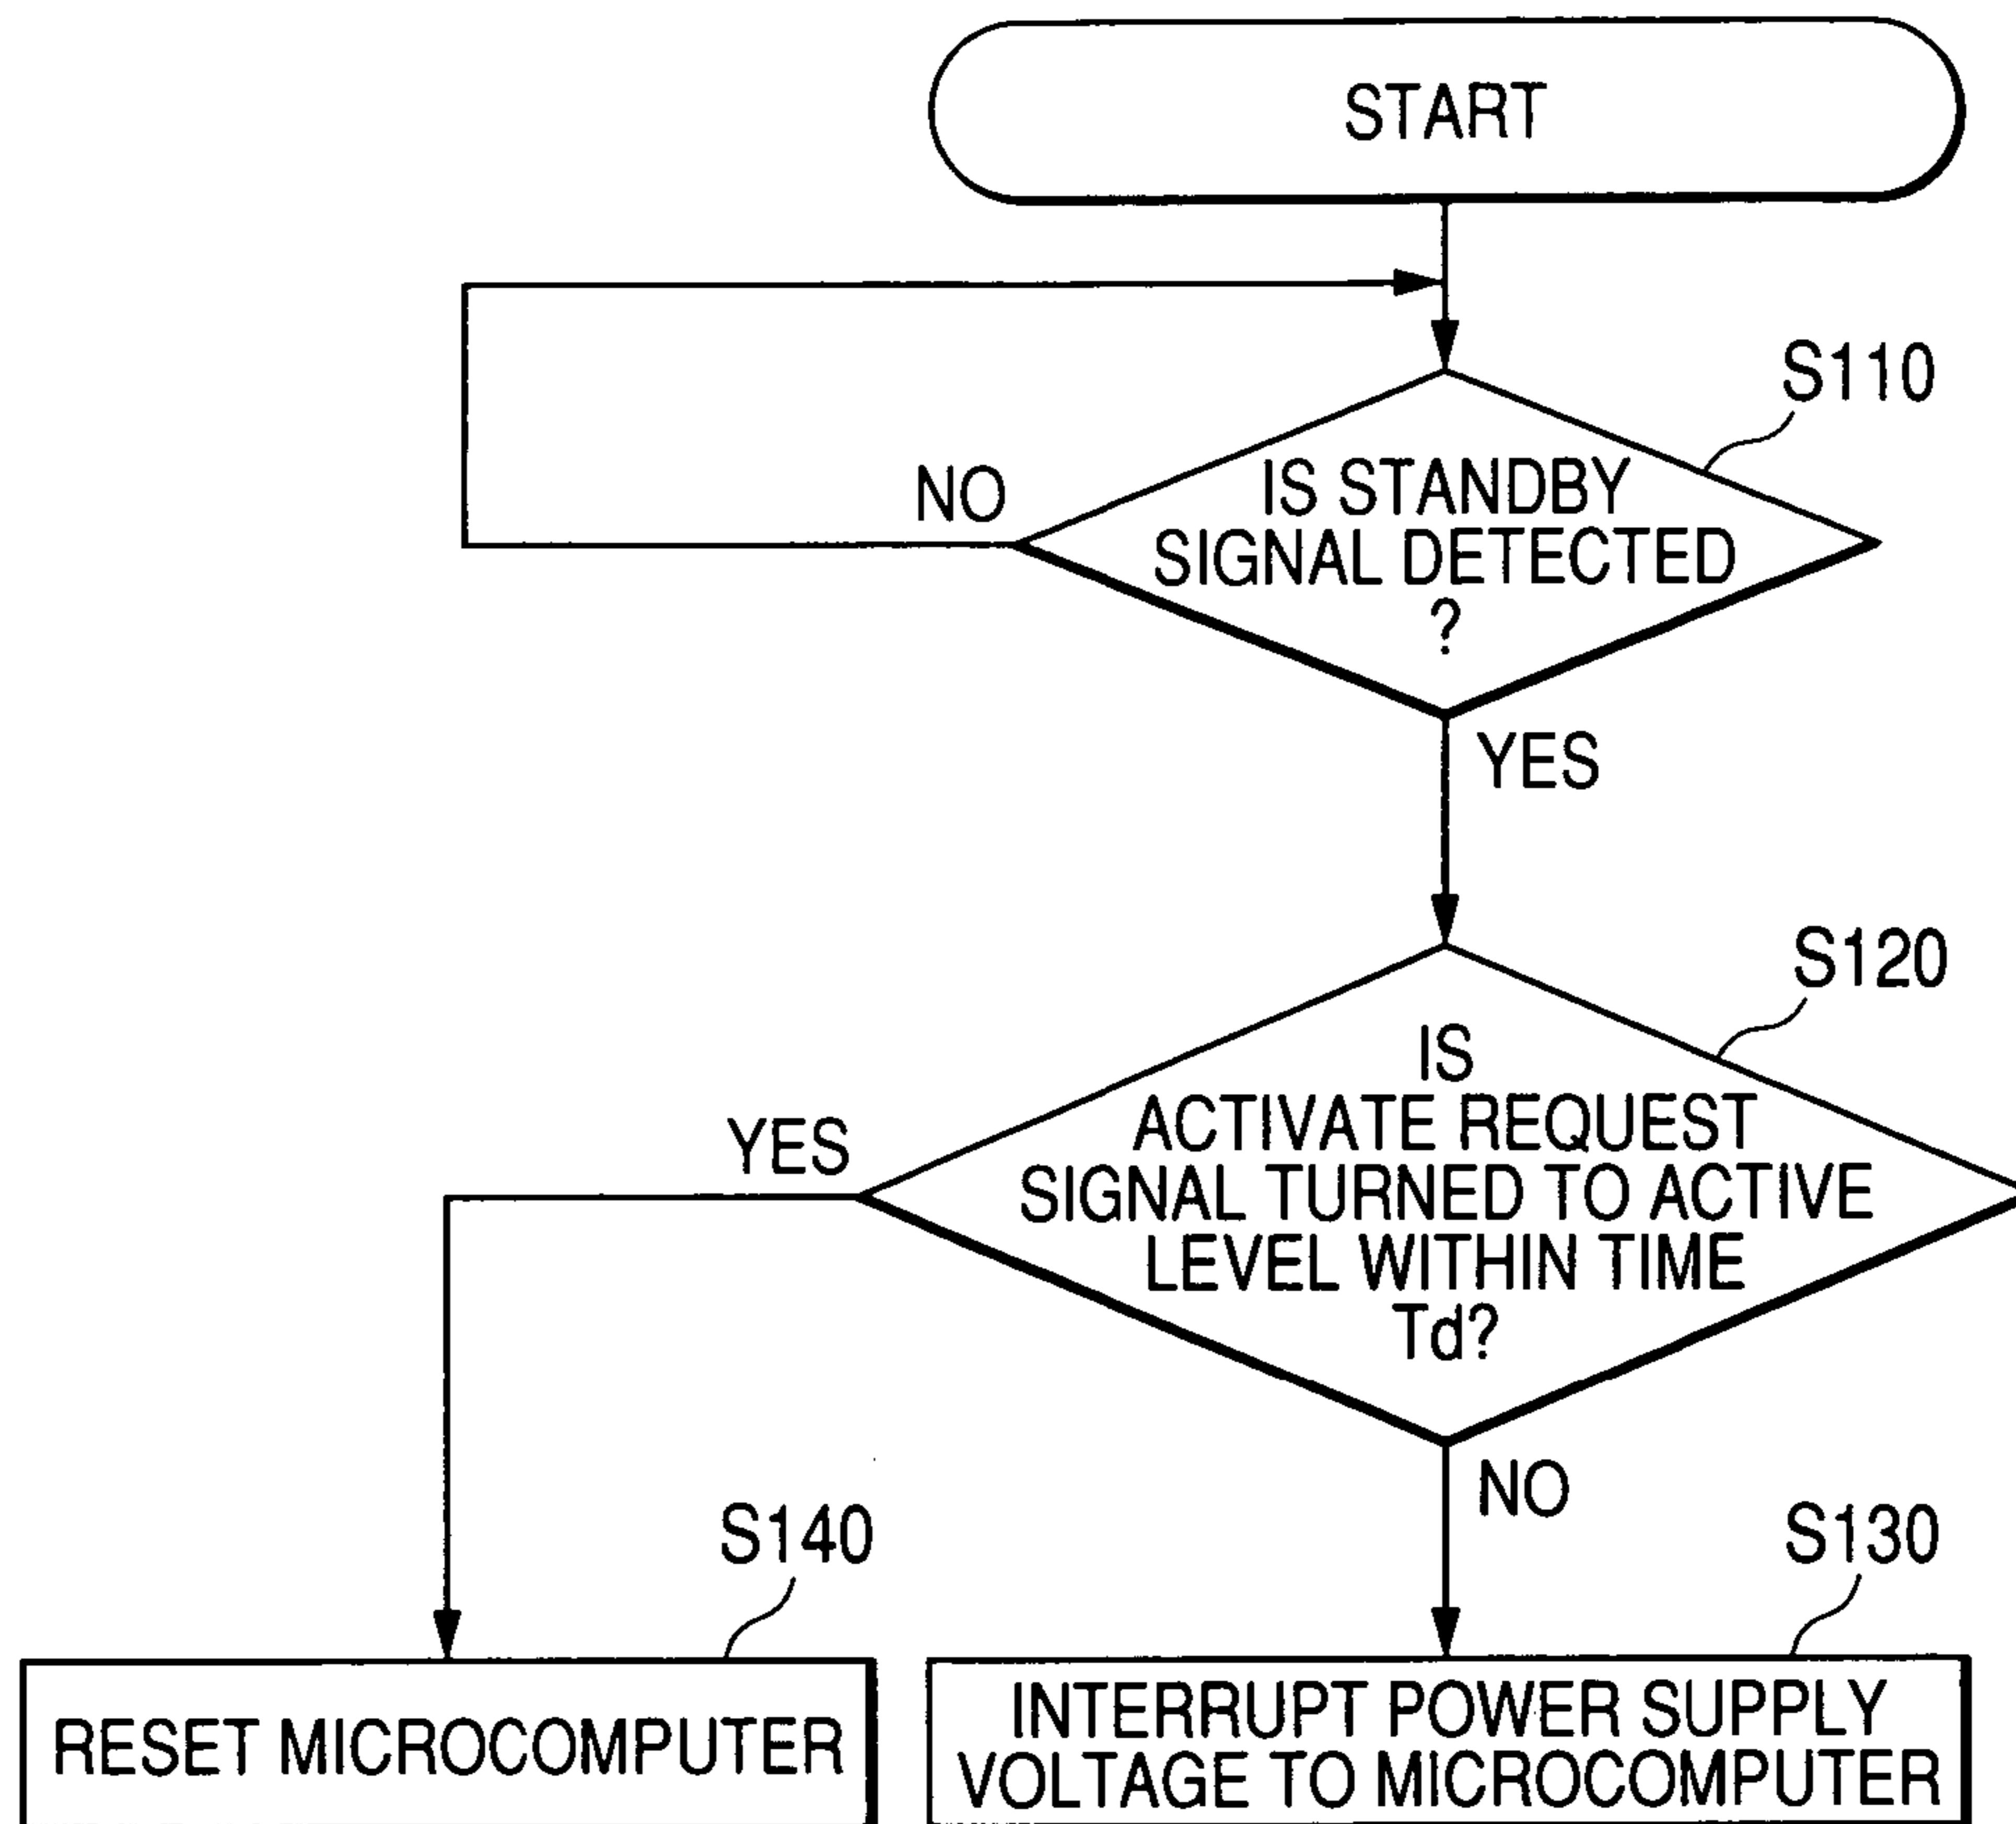 START
S110
NO
IS STANDBY
SIGNAL DETECTED
?
YES
S120
IS
ACTIVATE REQUEST
SIGNAL TURNED TO ACTIVE
LEVEL WITHIN TIME
Td?
YES
NO
S140
S130
RESET MICROCOMPUTER
INTERRUPT POWER SUPPLY
VOLTAGE TO MICROCOMPUTER